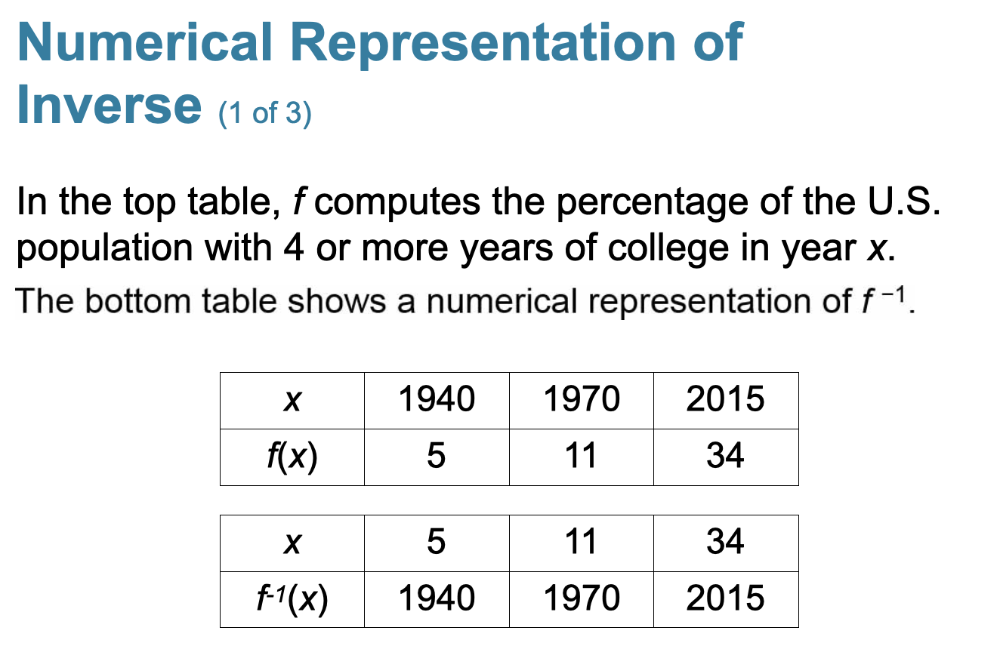 Numerical Representation of
Inverse (1 of 3)
In the top table, f computes the percentage of the U.S.
population with 4 or more years of college in year x.
The bottom table shows a numerical representation of f⁻¹.
x 1940 1970 2015
f(x) 5 11 34
x 5 11 34
f-1(x) 1940 1970 2015